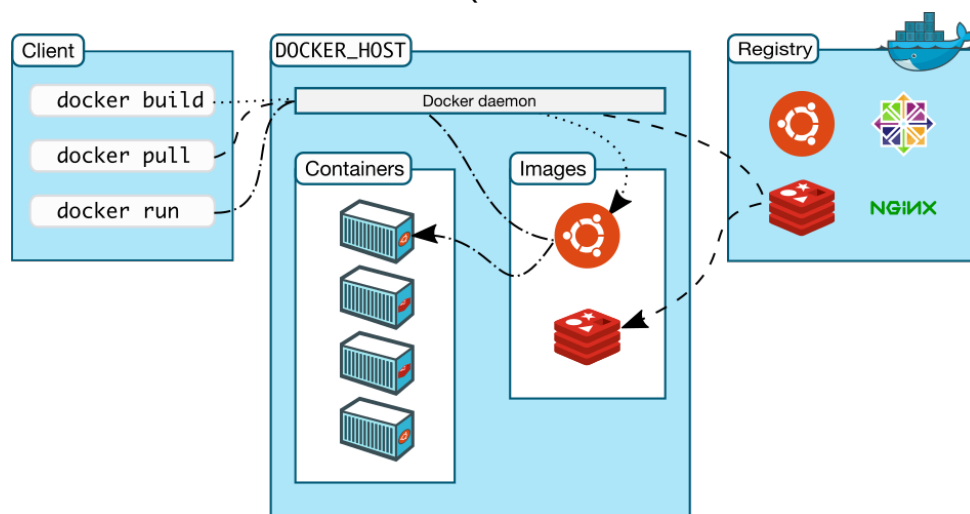 Client
docker build
docker pull
docker run
DOCKER_HOST
Docker daemon
Containers
Images
Registry
NGINX